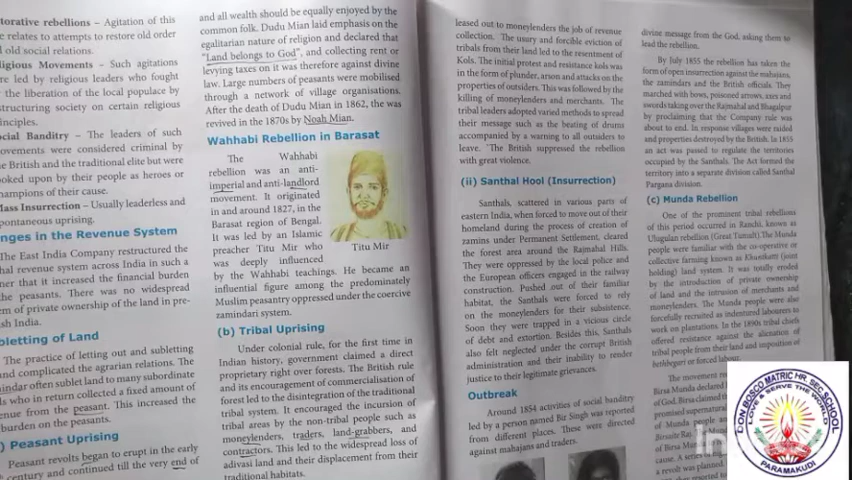 torative rebellions – Agitation of this
e relates to attempts to restore old order
old social relations.
ligious Movements – Such agitations
re led by religious leaders who fought
the liberation of the local populace by
structuring society on certain religious
inciples.
ocial Banditry – The leaders of such
ovements were considered criminal by
e British and the traditional elite but were
oked upon by their people as heroes or
hampions of their cause.
Mass Insurrection – Usually leaderless and
pontaneous uprising.
nges in the Revenue System
The East India Company restructured the
al revenue system across India in such a
ner that it increased the financial burden
the peasants. There was no widespread
em of private ownership of the land in pre-
sh India.
bletting of Land
The practice of letting out and subletting
and complicated the agrarian relations. The
mindar often sublet land to many subordinate
ls who in return collected a fixed amount of
enue from the peasant. This increased the
burden on the peasants.
) Peasant Uprising
Peasant revolts began to erupt in the early
century and continued till the very end of
and all wealth should be equally enjoyed by the
common folk. Dudu Mian laid emphasis on the
egalitarian nature of religion and declared that
"Land belongs to God", and collecting rent or
levying taxes on it was therefore against divine
law. Large numbers of peasants were mobilised
through a network of village organisations.
After the death of Dudu Mian in 1862, the was
revived in the 1870s by Noah Mian.
Wahhabi Rebellion in Barasat
The Wahhabi
rebellion was an anti-
imperial and anti-landlord
movement. It originated
in and around 1827, in the
Barasat region of Bengal.
It was led by an Islamic
preacher Titu Mir who
was deeply influenced
by the Wahhabi teachings. He became an
influential figure among the predominately
Muslim peasantry oppressed under the coercive
zamindari system.
Titu Mir
(b) Tribal Uprising
Under colonial rule, for the first time in
Indian history, government claimed a direct
proprietary right over forests. The British rule
and its encouragement of commercialisation of
forest led to the disintegration of the traditional
tribal system. It encouraged the incursion of
tribal areas by the non-tribal people such as
moneylenders, traders, land-grabbers, and
contractors. This led to the widespread loss of
adivasi land and their displacement from their
traditional habitats.
leased out to moneylenders the job of revenue
collection. The usury and forcible eviction of
tribals from their land led to the resentment of
Kols. The initial protest and resistance kols was
in the form of plunder, arson and attacks on the
properties of outsiders. This was followed by the
killing of moneylenders and merchants. The
tribal leaders adopted varied methods to spread
their message such as the beating of drums
accompanied by a warning to all outsiders to
leave. The British suppressed the rebellion
with great violence.
(ii) Santhal Hool (Insurrection)
Santhals, scattered in various parts of
eastern India, when forced to move out of their
homeland during the process of creation of
zamins under Permanent Settlement, cleared
the forest area around the Rajmahal Hills.
They were oppressed by the local police and
the European officers engaged in the railway
construction. Pushed out of their familiar
habitat, the Santhals were forced to rely
on the moneylenders for their subsistence.
Soon they were trapped in a vicious circle
of debt and extortion. Besides this, Santhals
also felt neglected under the corrupt British
administration and their inability to render
justice to their legitimate grievances.
Outbreak
Around 1854 activities of social banditry
led by a person named Bir Singh was reported
from different places. These were directed
against mahajans and traders.
divine message from the God, asking them to
lead the rebellion.
By July 1855 the rebellion has taken the
form of open insurrection against the mahajans,
the zamindars and the British officials. They
marched with bows, poisoned arrows, axes and
swords taking over the Rajmahal and Bhagalpur
by proclaiming that the Company rule was
about to end. In response villages were raided
and properties destroyed by the British. In 1855
an act was passed to regulate the territories
occupied by the Santhals. The Act formed the
territory into a separate division called Santhal
Pargana division.
(c) Munda Rebellion
One of the prominent tribal rebellions
of this period occurred in Ranchi, known as
Ulugulan rebellion (Great Tumult). The Munda
people were familiar with the co-operative or
collective farming known as Khuntkatti (joint
holding) land system. It was totally eroded
by the introduction of private ownership
of land and the intrusion of merchants and
moneylenders. The Munda people were also
forcefully recruited as indentured labourers to
work on plantations. In the 1890s tribal chiefs
offered resistance against the alienation of
tribal people from their land and imposition of
bethbegari or forced labour.
The movement
Birsa Munda declared
of God. Birsa claimed
promised supernatural
of Munda people
Birsaite Raj.
of Birsa Mu
cause. A series
a revolt was planned
DON BOSCO MATRIC HR. SEC SCHOOL
LOVE & SERVE THE WORLD
PARAMAKUDI